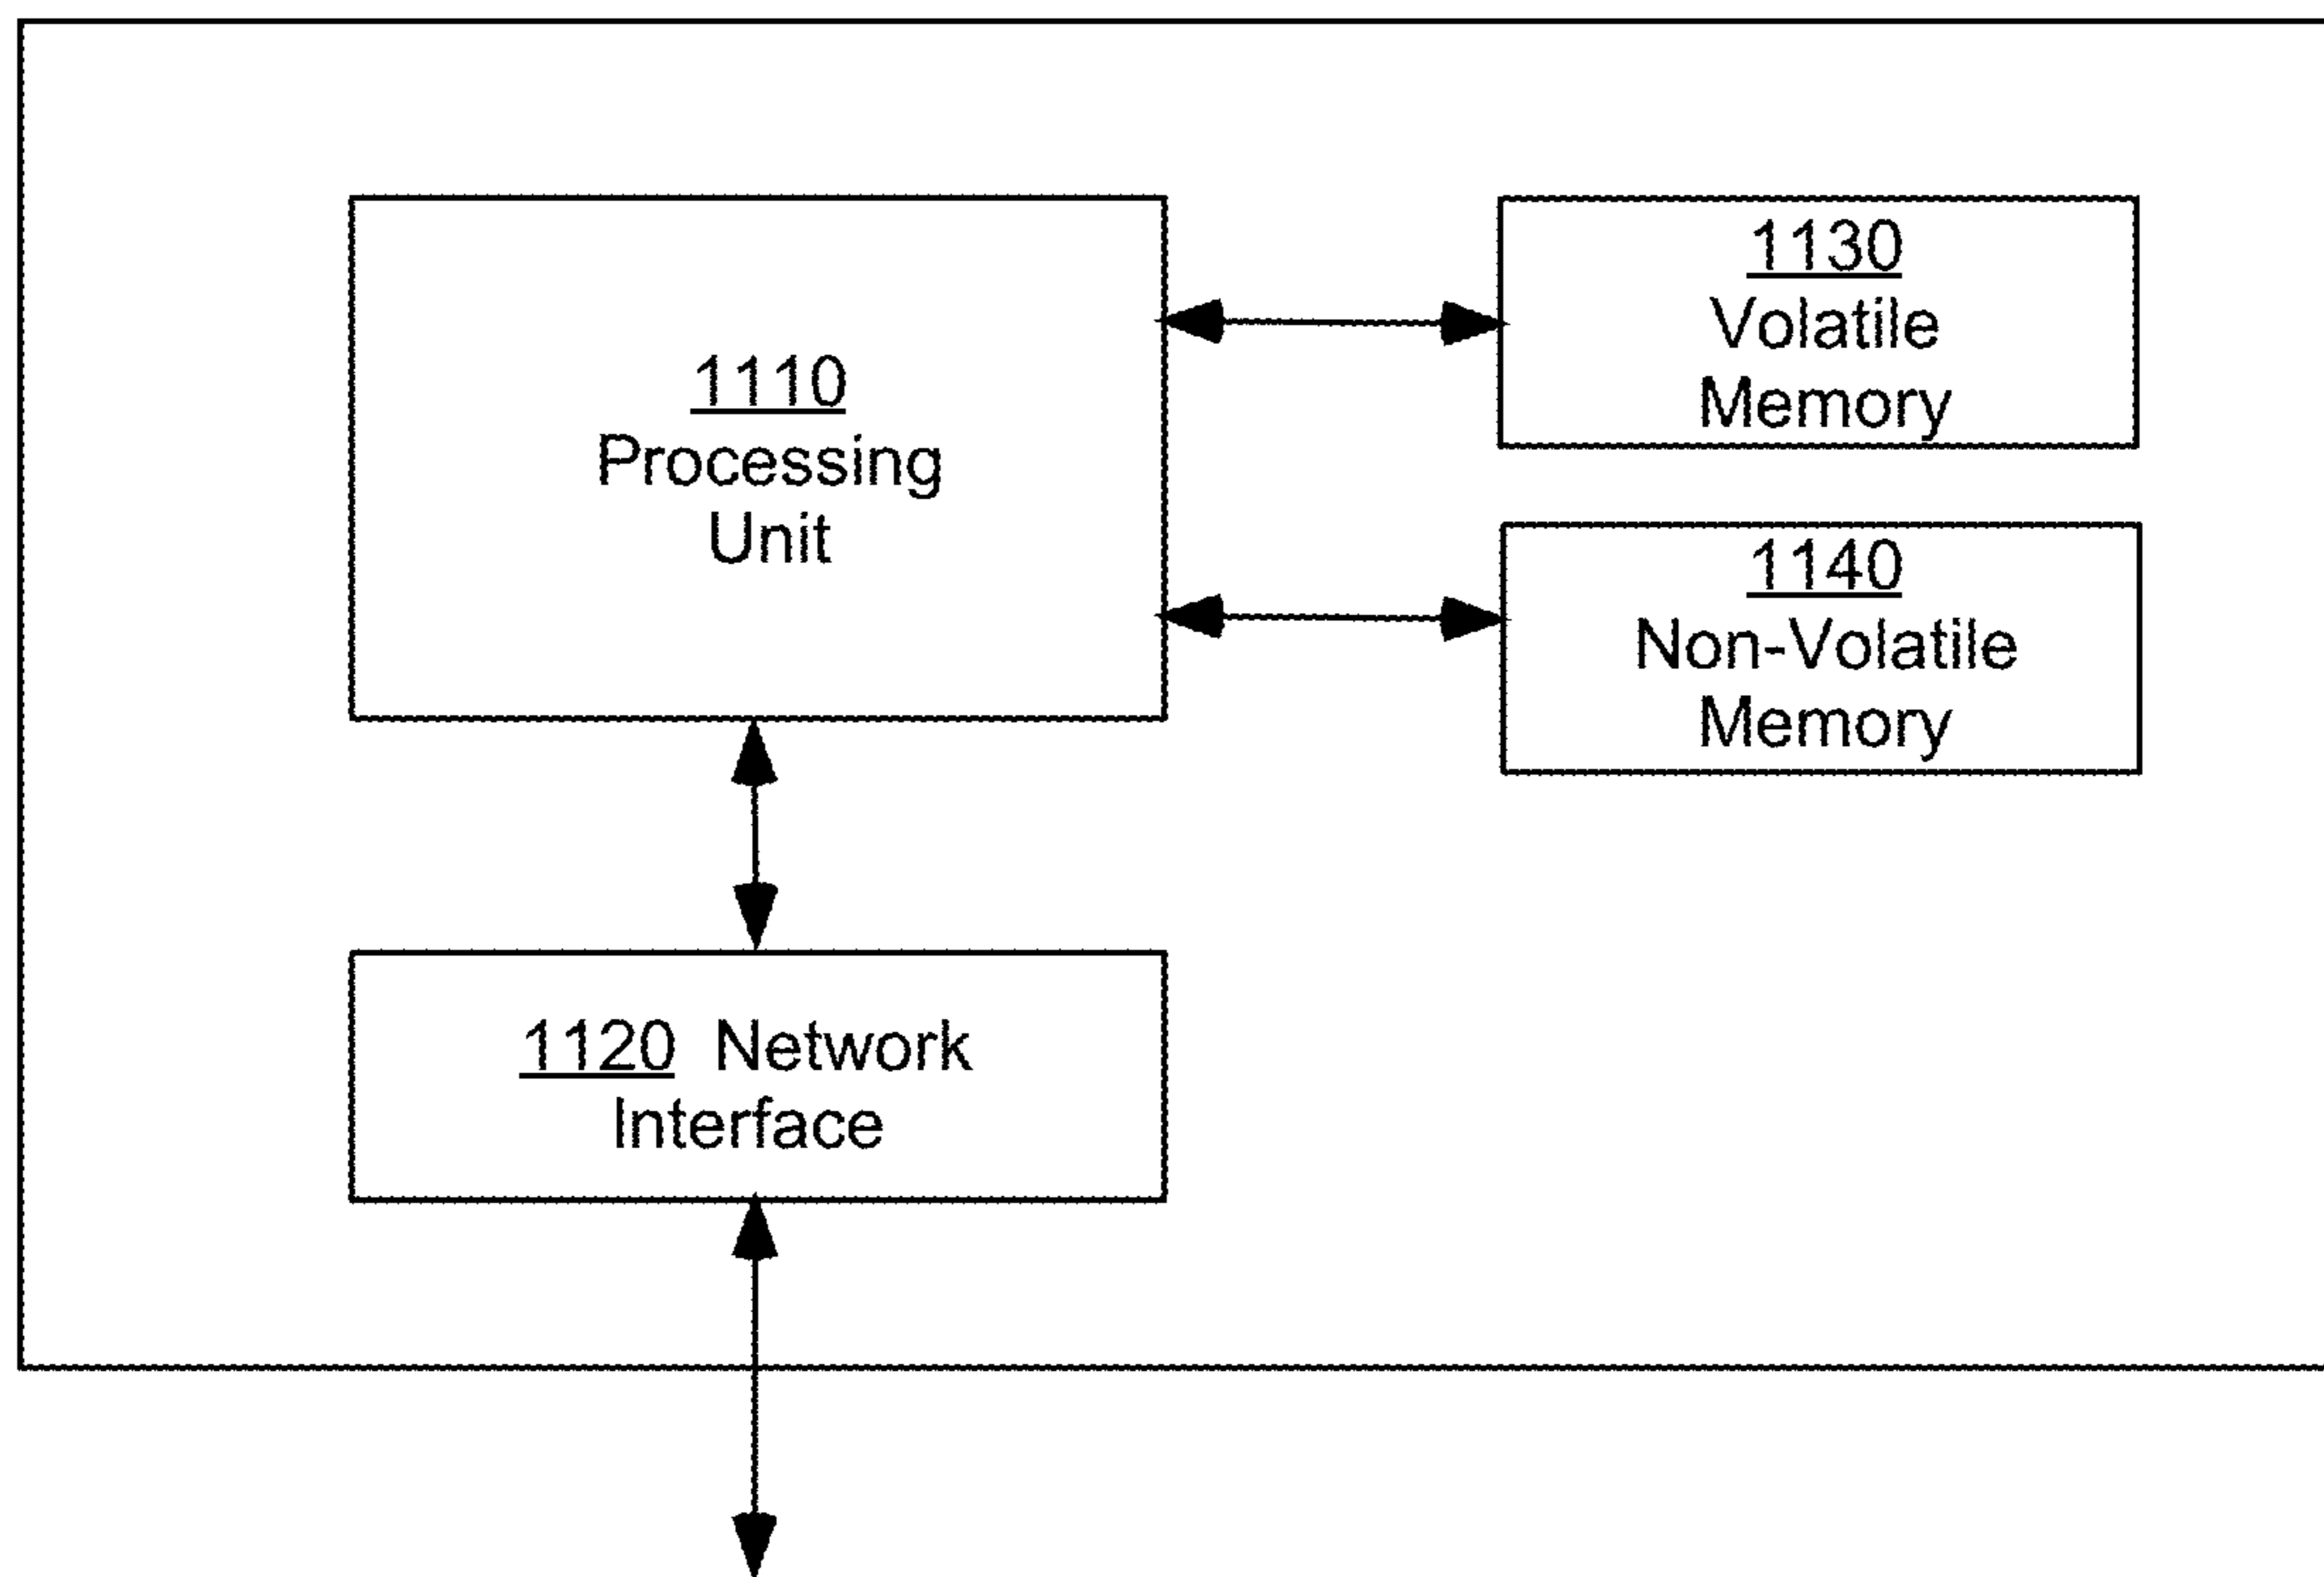 1110
Processing
Unit
1130
Volatile
Memory
1140
Non-Volatile
Memory
1120 Network
Interface